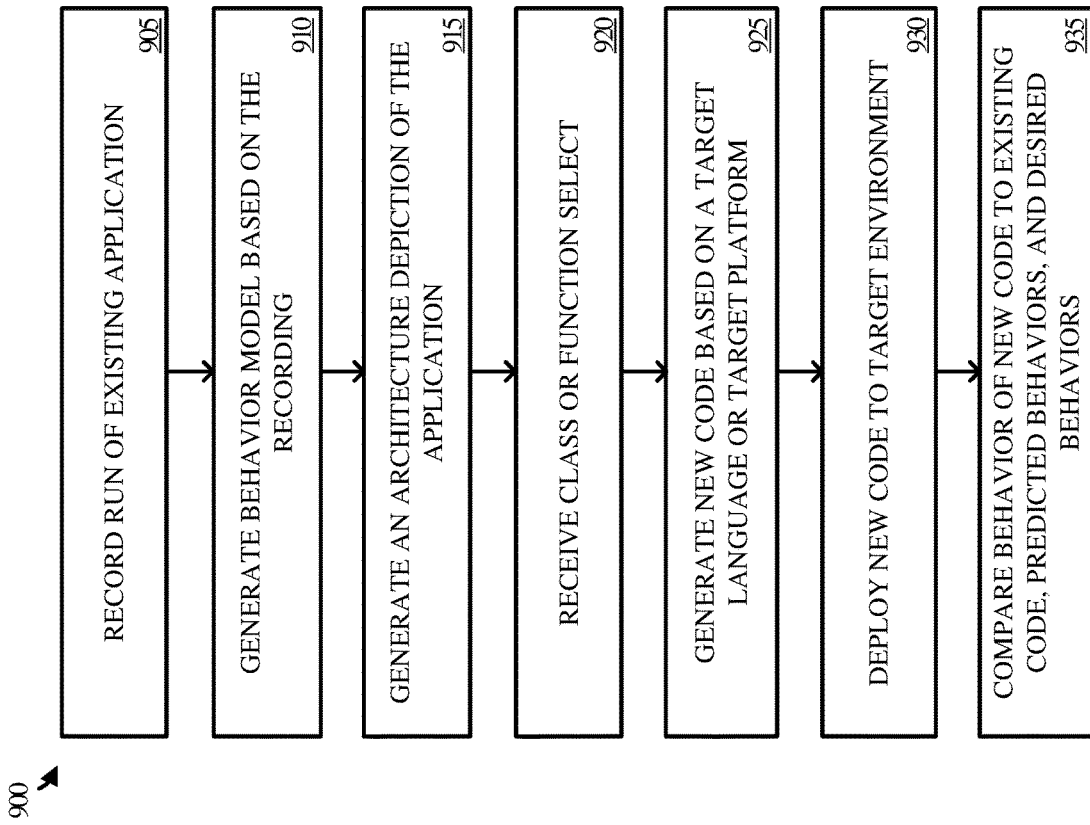 900
RECORD RUN OF EXISTING APPLICATION
905
GENERATE BEHAVIOR MODEL BASED ON THE
RECORDING
910
GENERATE AN ARCHITECTURE DEPICTION OF THE
APPLICATION
915
RECEIVE CLASS OR FUNCTION SELECT
920
GENERATE NEW CODE BASED ON A TARGET
LANGUAGE OR TARGET PLATFORM
925
DEPLOY NEW CODE TO TARGET ENVIRONMENT
930
COMPARE BEHAVIOR OF NEW CODE TO EXISTING
CODE, PREDICTED BEHAVIORS, AND DESIRED
BEHAVIORS
935